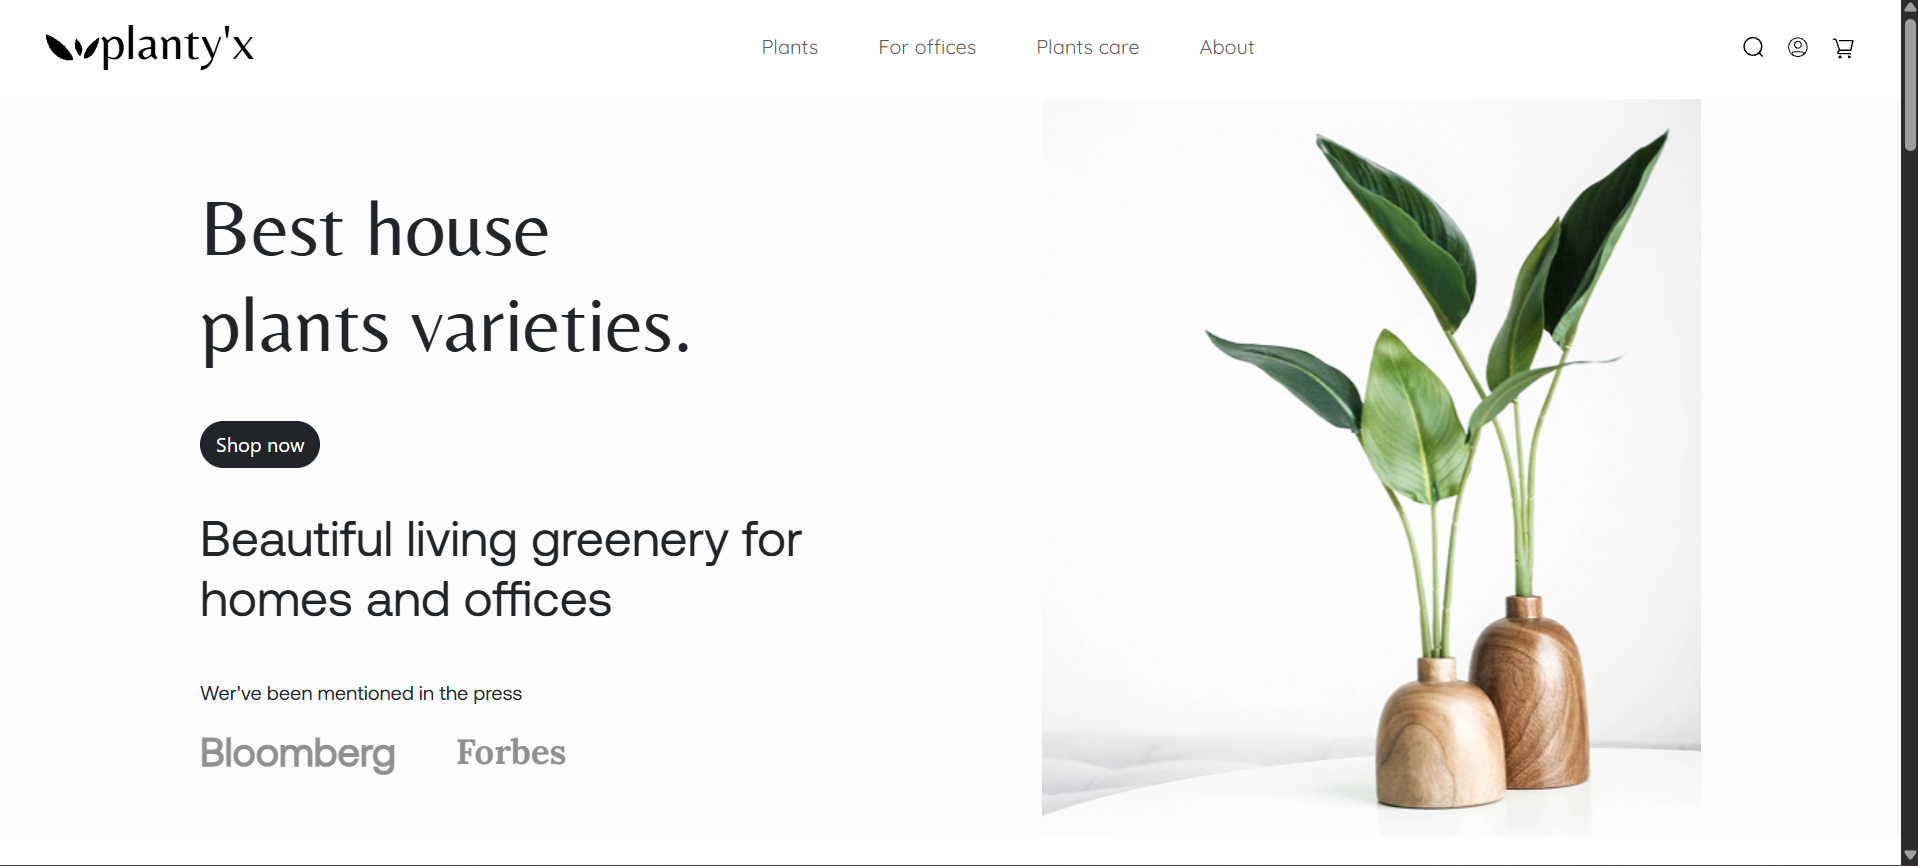 planty'x
Plants
For offices
Plants care
About
Best house
plants varieties.
Shop now
Beautiful living greenery for
homes and offices
Wer've been mentioned in the press
Bloomberg
Forbes